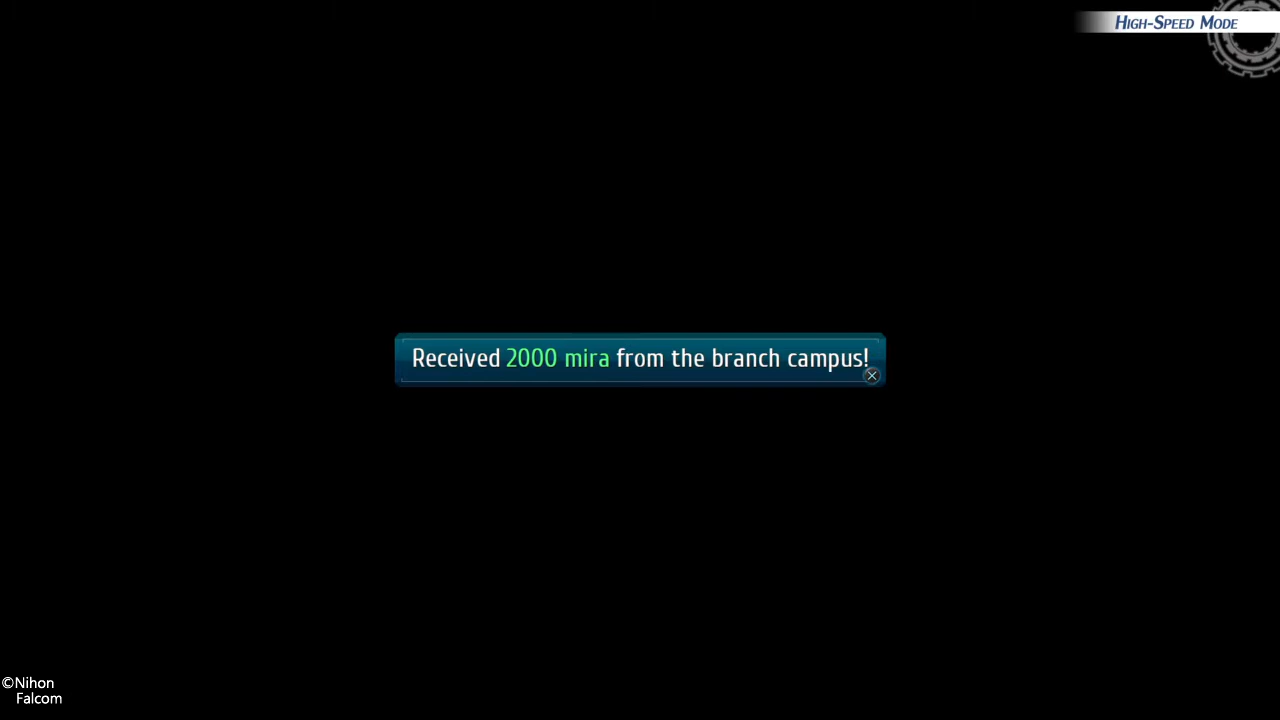 High-Speed Mode
Received 2000 mira from the branch campus!
©Nihon
Falcom